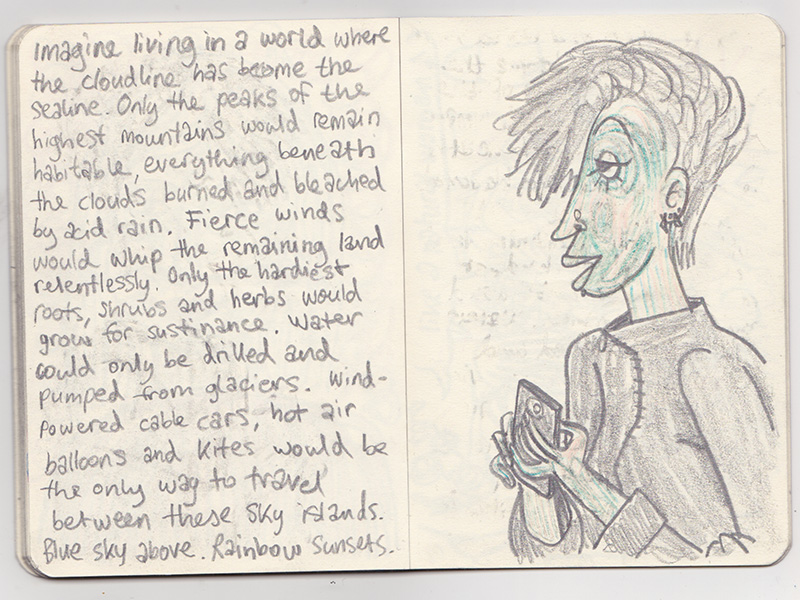 Imagine living in a world where
the cloudline has become the
sealine. Only the peaks of the
highest mountains would remain
habitable, everything beneath
the clouds burned and bleached
by acid rain. Fierce winds
would whip the remaining land
relentlessly. Only the hardiest
roots, shrubs and herbs would
grow for sustinance. Water
could only be drilled and
pumped from glaciers. Wind-
powered cable cars, hot air
balloons and kites would be
the only way to travel
between these sky islands.
Blue sky above. Rainbow sunsets.